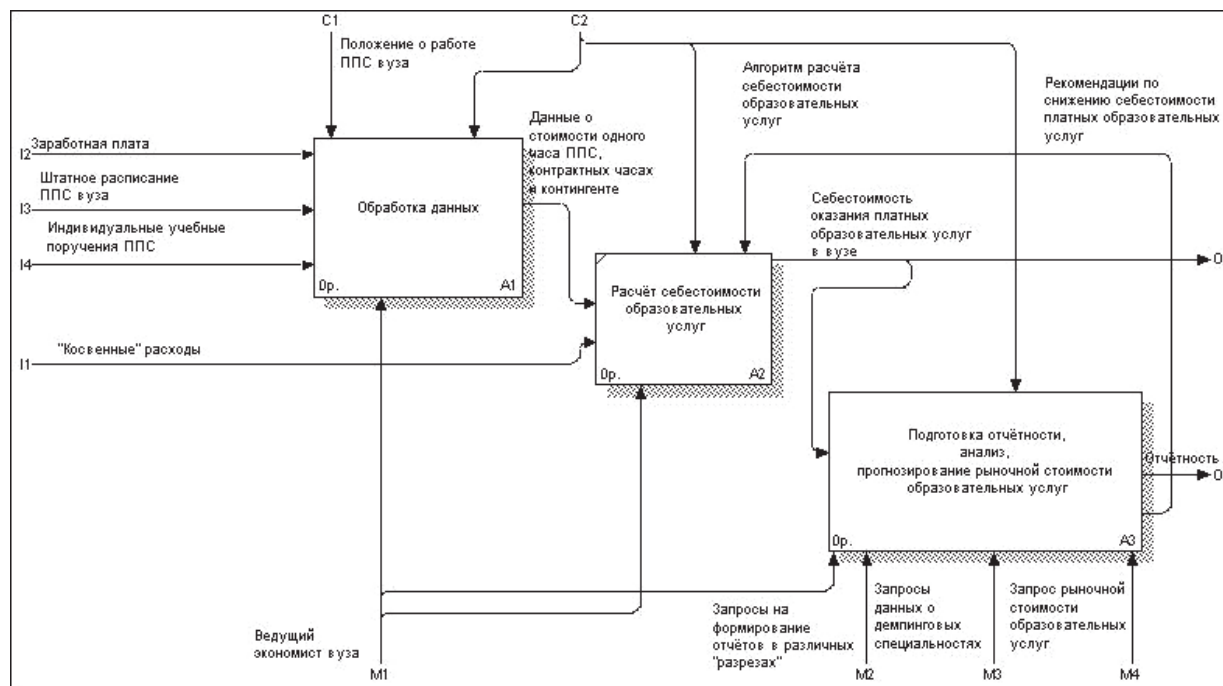 C1
C2
Положение о работе
ППС вуза
Алгоритм расчёта
себестоимости
образовательных
услуг
Рекомендации по
снижению себестоимости
платных образовательных
услуг
Данные о
стоимости одного
часа ППС,
контрактных часах
и контингенте
I2
Заработная плата
Штатное расписание
ППС вуза
I3
Индивидуальные учебные
поручения ППС
I4
Обработка данных
0р.
A1
Себестоимость
оказания платных
образовательных услуг
в вузе
O
Расчёт себестоимости
образовательных
услуг
0р.
A2
"Косвенные" расходы
I1
Подготовка отчётности,
анализ,
прогнозирование рыночной стоимости
образовательных услуг
0р.
A3
Отчётность
O
Ведущий
экономист вуза
M1
Запросы на
формирование
отчётов в различных
"разрезах"
Запросы
данных о
демпинговых
специальностях
Запрос рыночной
стоимости
образовательных
услуг
M2
M3
M4